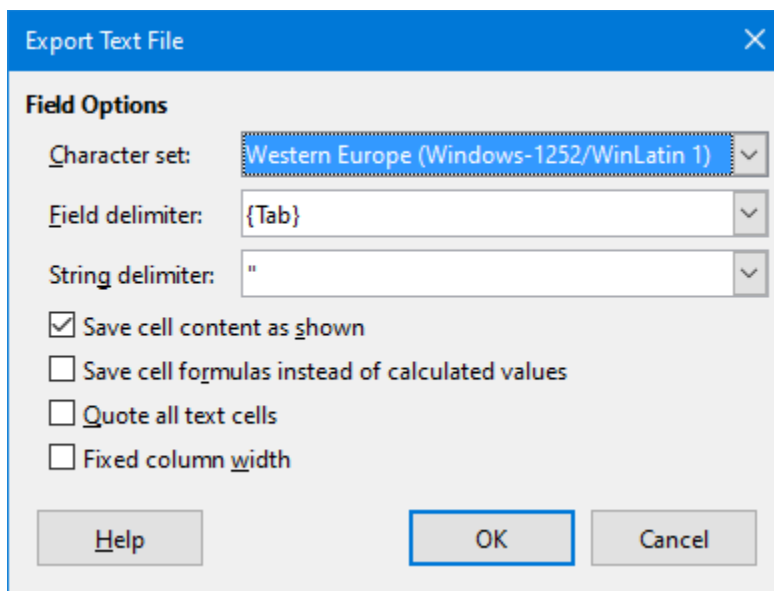 Export Text File
Field Options
Character set: Western Europe (Windows-1252/WinLatin 1)
Field delimiter: {Tab}
String delimiter: "
Save cell content as shown
Save cell formulas instead of calculated values
Quote all text cells
Fixed column width
Help OK Cancel